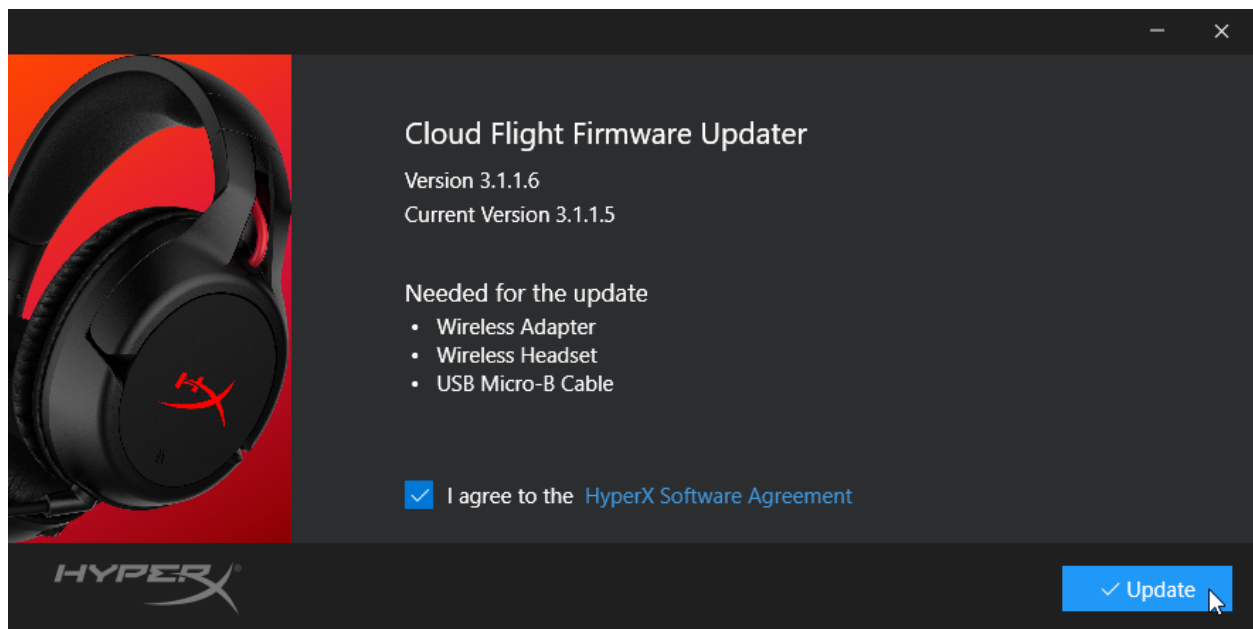 Cloud Flight Firmware Updater
Version 3.1.1.6
Current Version 3.1.1.5
Needed for the update
• Wireless Adapter
• Wireless Headset
• USB Micro-B Cable
I agree to the HyperX Software Agreement
HYPERX®
Update